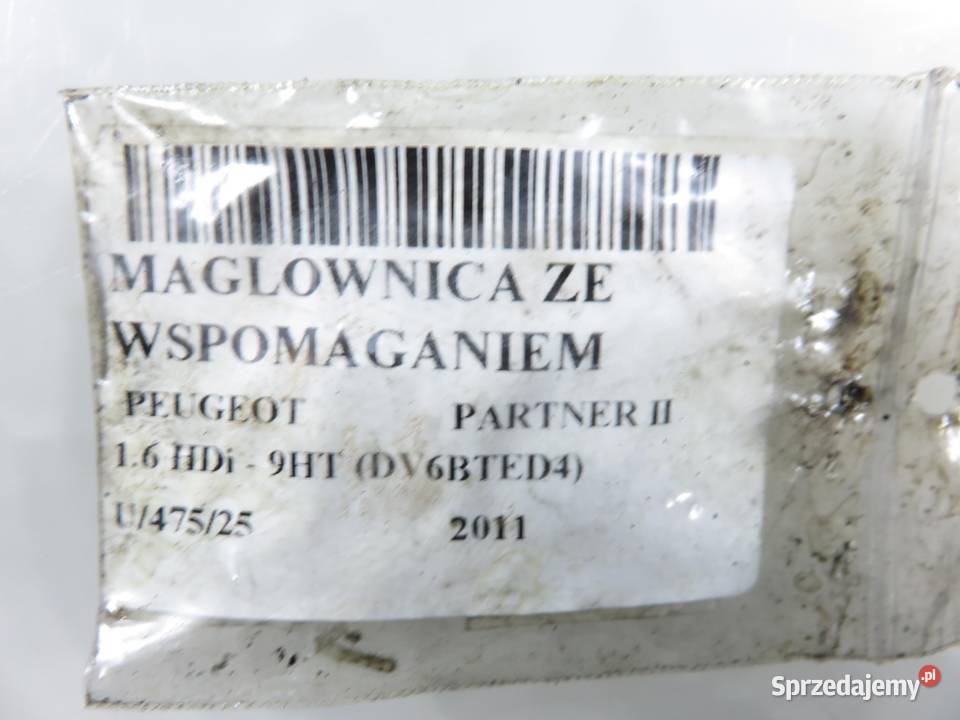 MAGLOWNICA ZE
WSPOMAGANIEM
PEUGEOT PARTNER II
1.6 HDi - 9HT (DV6BTED4)
U/475/25 2011
Sprzedajemy.pl